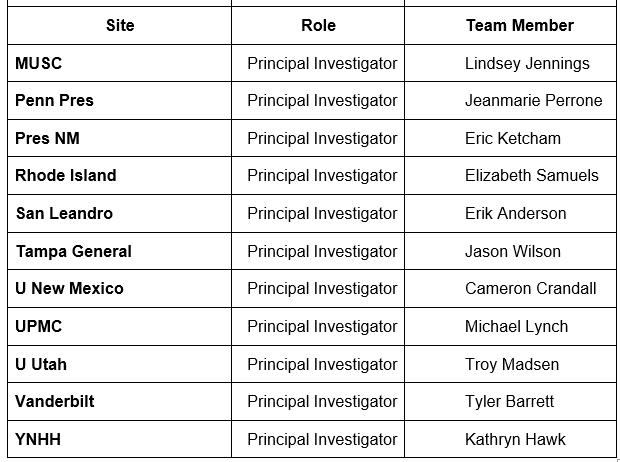 Site Role Team Member
MUSC Principal Investigator Lindsey Jennings
Penn Pres Principal Investigator Jeanmarie Perrone
Pres NM Principal Investigator Eric Ketcham
Rhode Island Principal Investigator Elizabeth Samuels
San Leandro Principal Investigator Erik Anderson
Tampa General Principal Investigator Jason Wilson
U New Mexico Principal Investigator Cameron Crandall
UPMC Principal Investigator Michael Lynch
U Utah Principal Investigator Troy Madsen
Vanderbilt Principal Investigator Tyler Barrett
YNHH Principal Investigator Kathryn Hawk